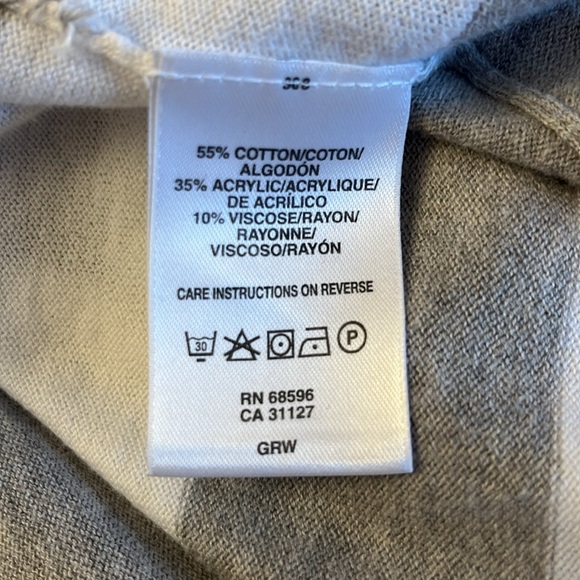 55% COTTON/COTON/
ALGODÓN
35% ACRYLIC/ACRYLIQUE/
DE ACRÍLICO
10% VISCOSE/RAYON/
RAYONNE/
VISCOSO/RAYÓN
CARE INSTRUCTIONS ON REVERSE
30
P
RN 68596
CA 31127
GRW